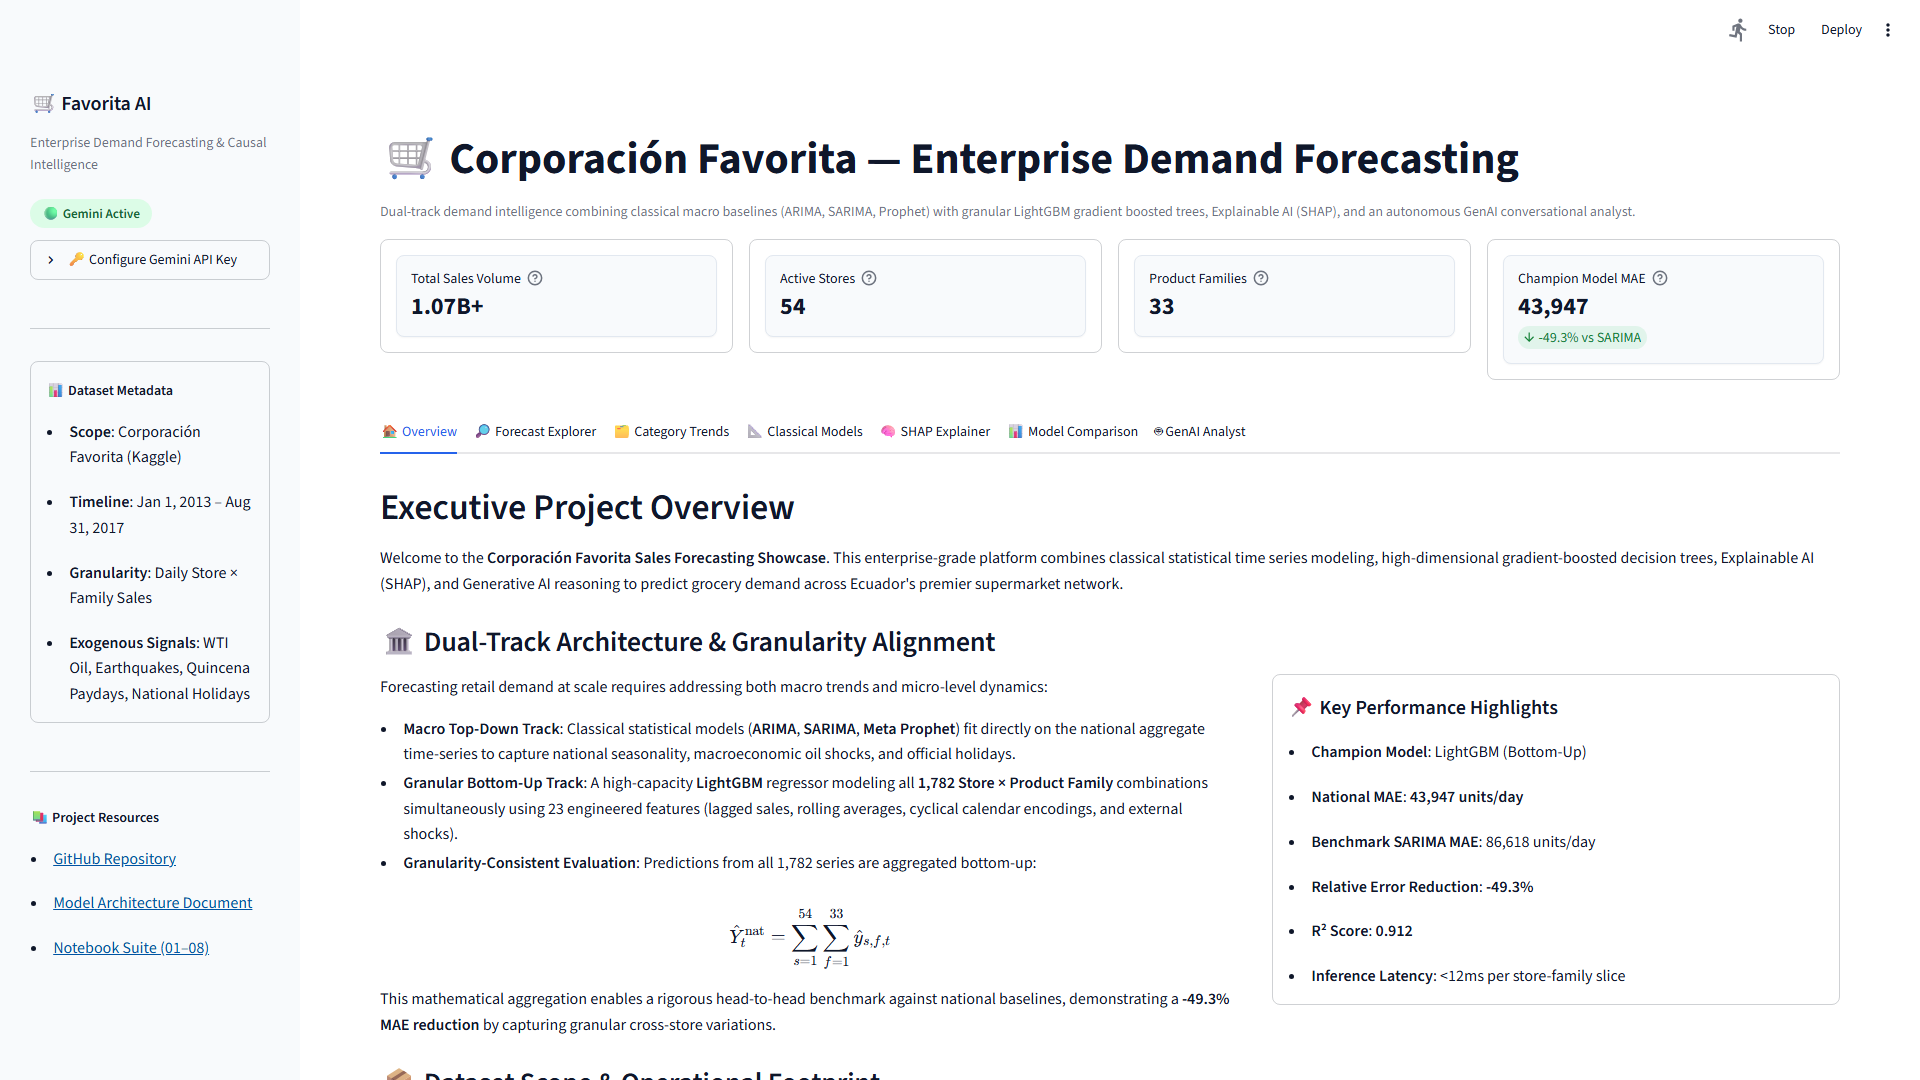 Stop
Deploy
Favorita AI
Enterprise Demand Forecasting & Causal
Intelligence
Gemini Active
Configure Gemini API Key
Dataset Metadata
Scope: Corporación
Favorita (Kaggle)
Timeline: Jan 1, 2013 – Aug
31, 2017
Granularity: Daily Store ×
Family Sales
Exogenous Signals: WTI
Oil, Earthquakes, Quincena
Paydays, National Holidays
Project Resources
GitHub Repository
Model Architecture Document
Notebook Suite (01–08)
Corporación Favorita — Enterprise Demand Forecasting
Dual-track demand intelligence combining classical macro baselines (ARIMA, SARIMA, Prophet) with granular LightGBM gradient boosted trees, Explainable AI (SHAP), and an autonomous GenAI conversational analyst.
Total Sales Volume
1.07B+
Active Stores
54
Product Families
33
Champion Model MAE
43,947
↓ -49.3% vs SARIMA
Overview
Forecast Explorer
Category Trends
Classical Models
SHAP Explainer
Model Comparison
GenAI Analyst
Executive Project Overview
Welcome to the Corporación Favorita Sales Forecasting Showcase. This enterprise-grade platform combines classical statistical time series modeling, high-dimensional gradient-boosted decision trees, Explainable AI
(SHAP), and Generative AI reasoning to predict grocery demand across Ecuador's premier supermarket network.
Dual-Track Architecture & Granularity Alignment
Forecasting retail demand at scale requires addressing both macro trends and micro-level dynamics:
Macro Top-Down Track: Classical statistical models (ARIMA, SARIMA, Meta Prophet) fit directly on the national aggregate
time-series to capture national seasonality, macroeconomic oil shocks, and official holidays.
Granular Bottom-Up Track: A high-capacity LightGBM regressor modeling all 1,782 Store × Product Family combinations
simultaneously using 23 engineered features (lagged sales, rolling averages, cyclical calendar encodings, and external
shocks).
Granularity-Consistent Evaluation: Predictions from all 1,782 series are aggregated bottom-up:
Ŷ_t^nat = ∑_{s=1}^{54} ∑_{f=1}^{33} ŷ_{s,f,t}
This mathematical aggregation enables a rigorous head-to-head benchmark against national baselines, demonstrating a -49.3%
MAE reduction by capturing granular cross-store variations.
Key Performance Highlights
Champion Model: LightGBM (Bottom-Up)
National MAE: 43,947 units/day
Benchmark SARIMA MAE: 86,618 units/day
Relative Error Reduction: -49.3%
R² Score: 0.912
Inference Latency: <12ms per store-family slice
Dataset Scope & Operational Footprint